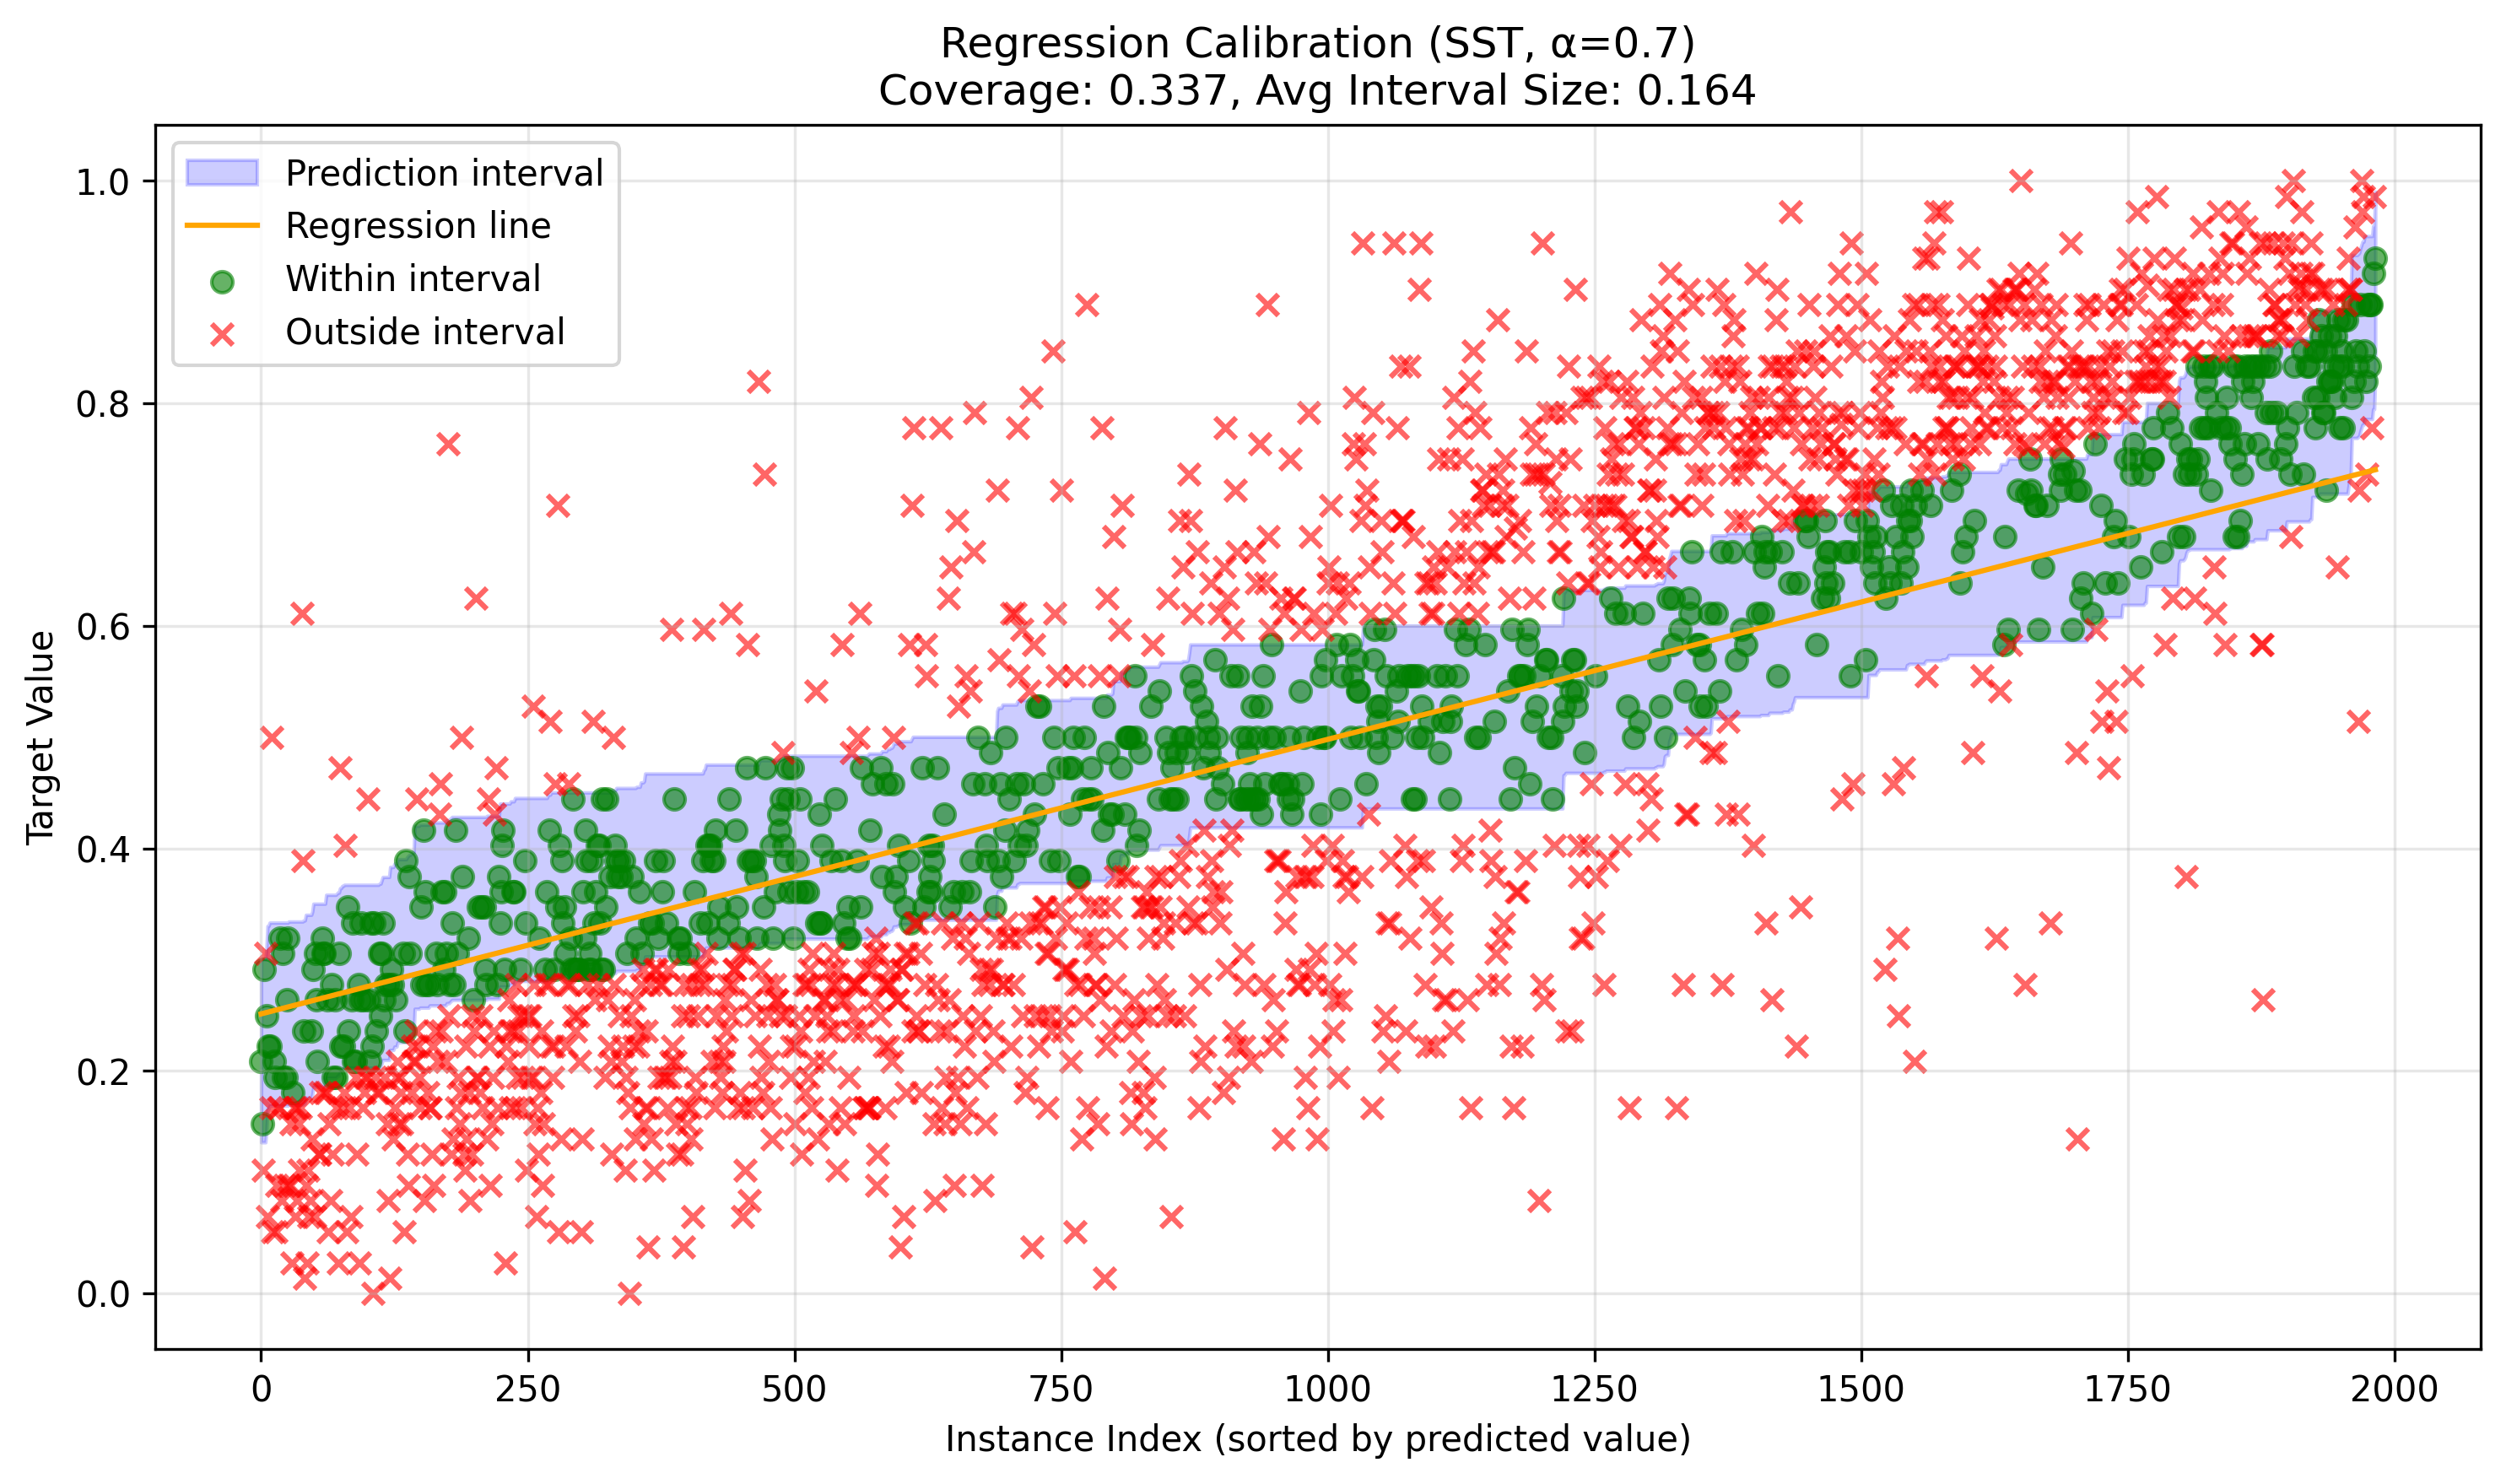 Regression Calibration (SST, α=0.7)
Coverage: 0.337, Avg Interval Size: 0.164
Prediction interval
Regression line
Within interval
Outside interval
Target Value
1.0
0.8
0.6
0.4
0.2
0.0
0 250 500 750 1000 1250 1500 1750 2000
Instance Index (sorted by predicted value)